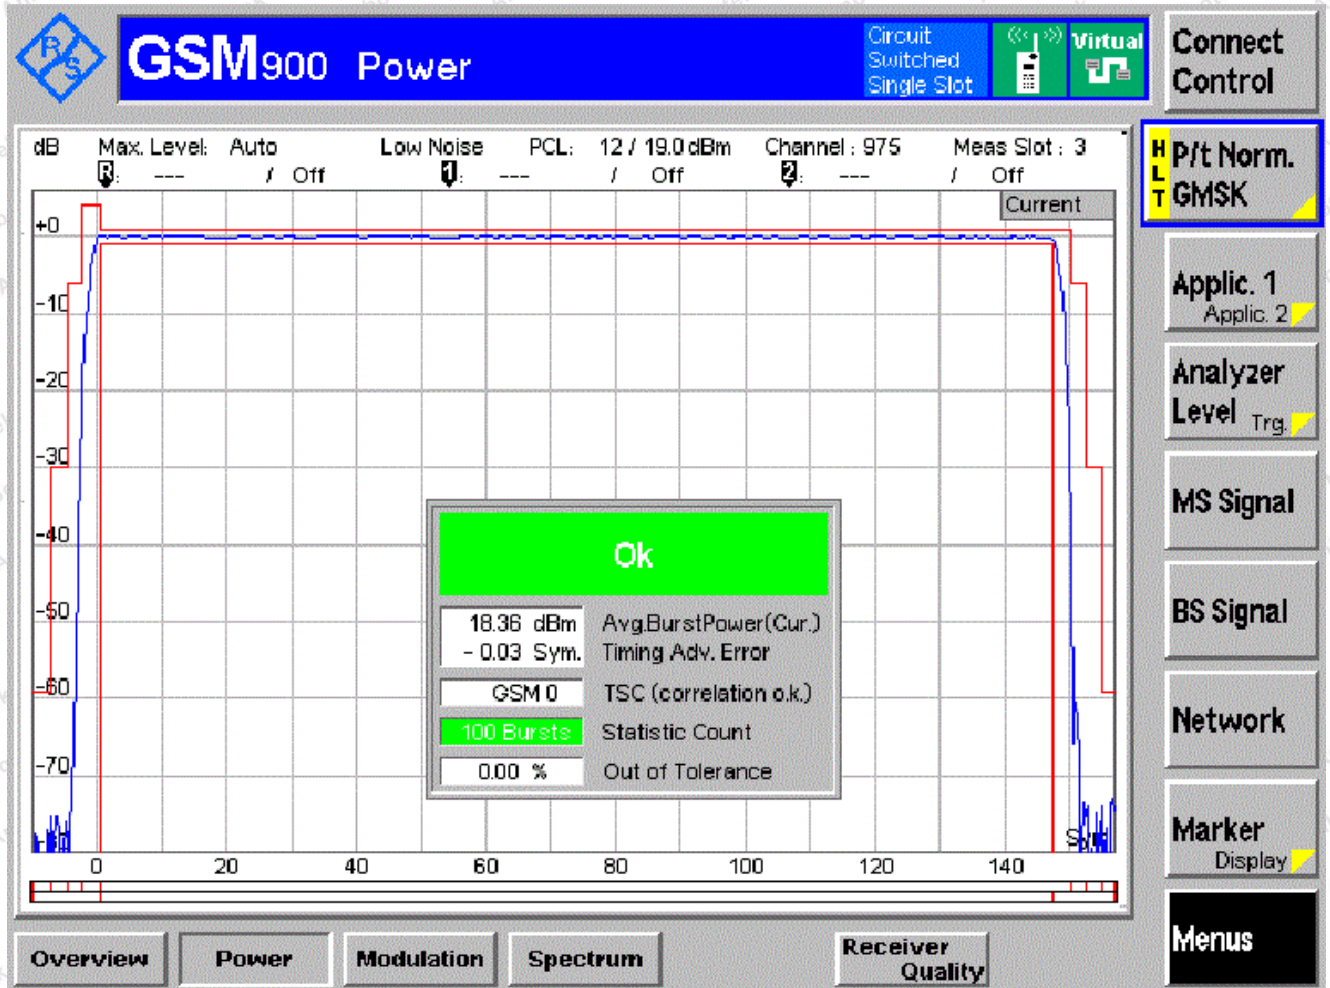 R S
GSM900 Power
Circuit
Switched
Single Slot
Virtual
Connect
Control
dB Max. Level: Auto Low Noise PCL: 12 / 19.0 dBm Channel : 975 Meas Slot : 3
R: --- / Off 1: --- / Off 2: --- / Off
Current
H
L
T
P/t Norm.
GMSK
+0
-10
-20
-30
-40
-50
-60
-70
Ok
18.36 dBm Avg.BurstPower(Cur.)
- 0.03 Sym. Timing Adv. Error
GSM 0 TSC (correlation o.k.)
100 Bursts Statistic Count
0.00 % Out of Tolerance
0 20 40 60 80 100 120 140
Applic. 1
Applic. 2
Analyzer
Level Trg.
MS Signal
BS Signal
Network
Marker
Display
Menus
Overview
Power
Modulation
Spectrum
Receiver
Quality